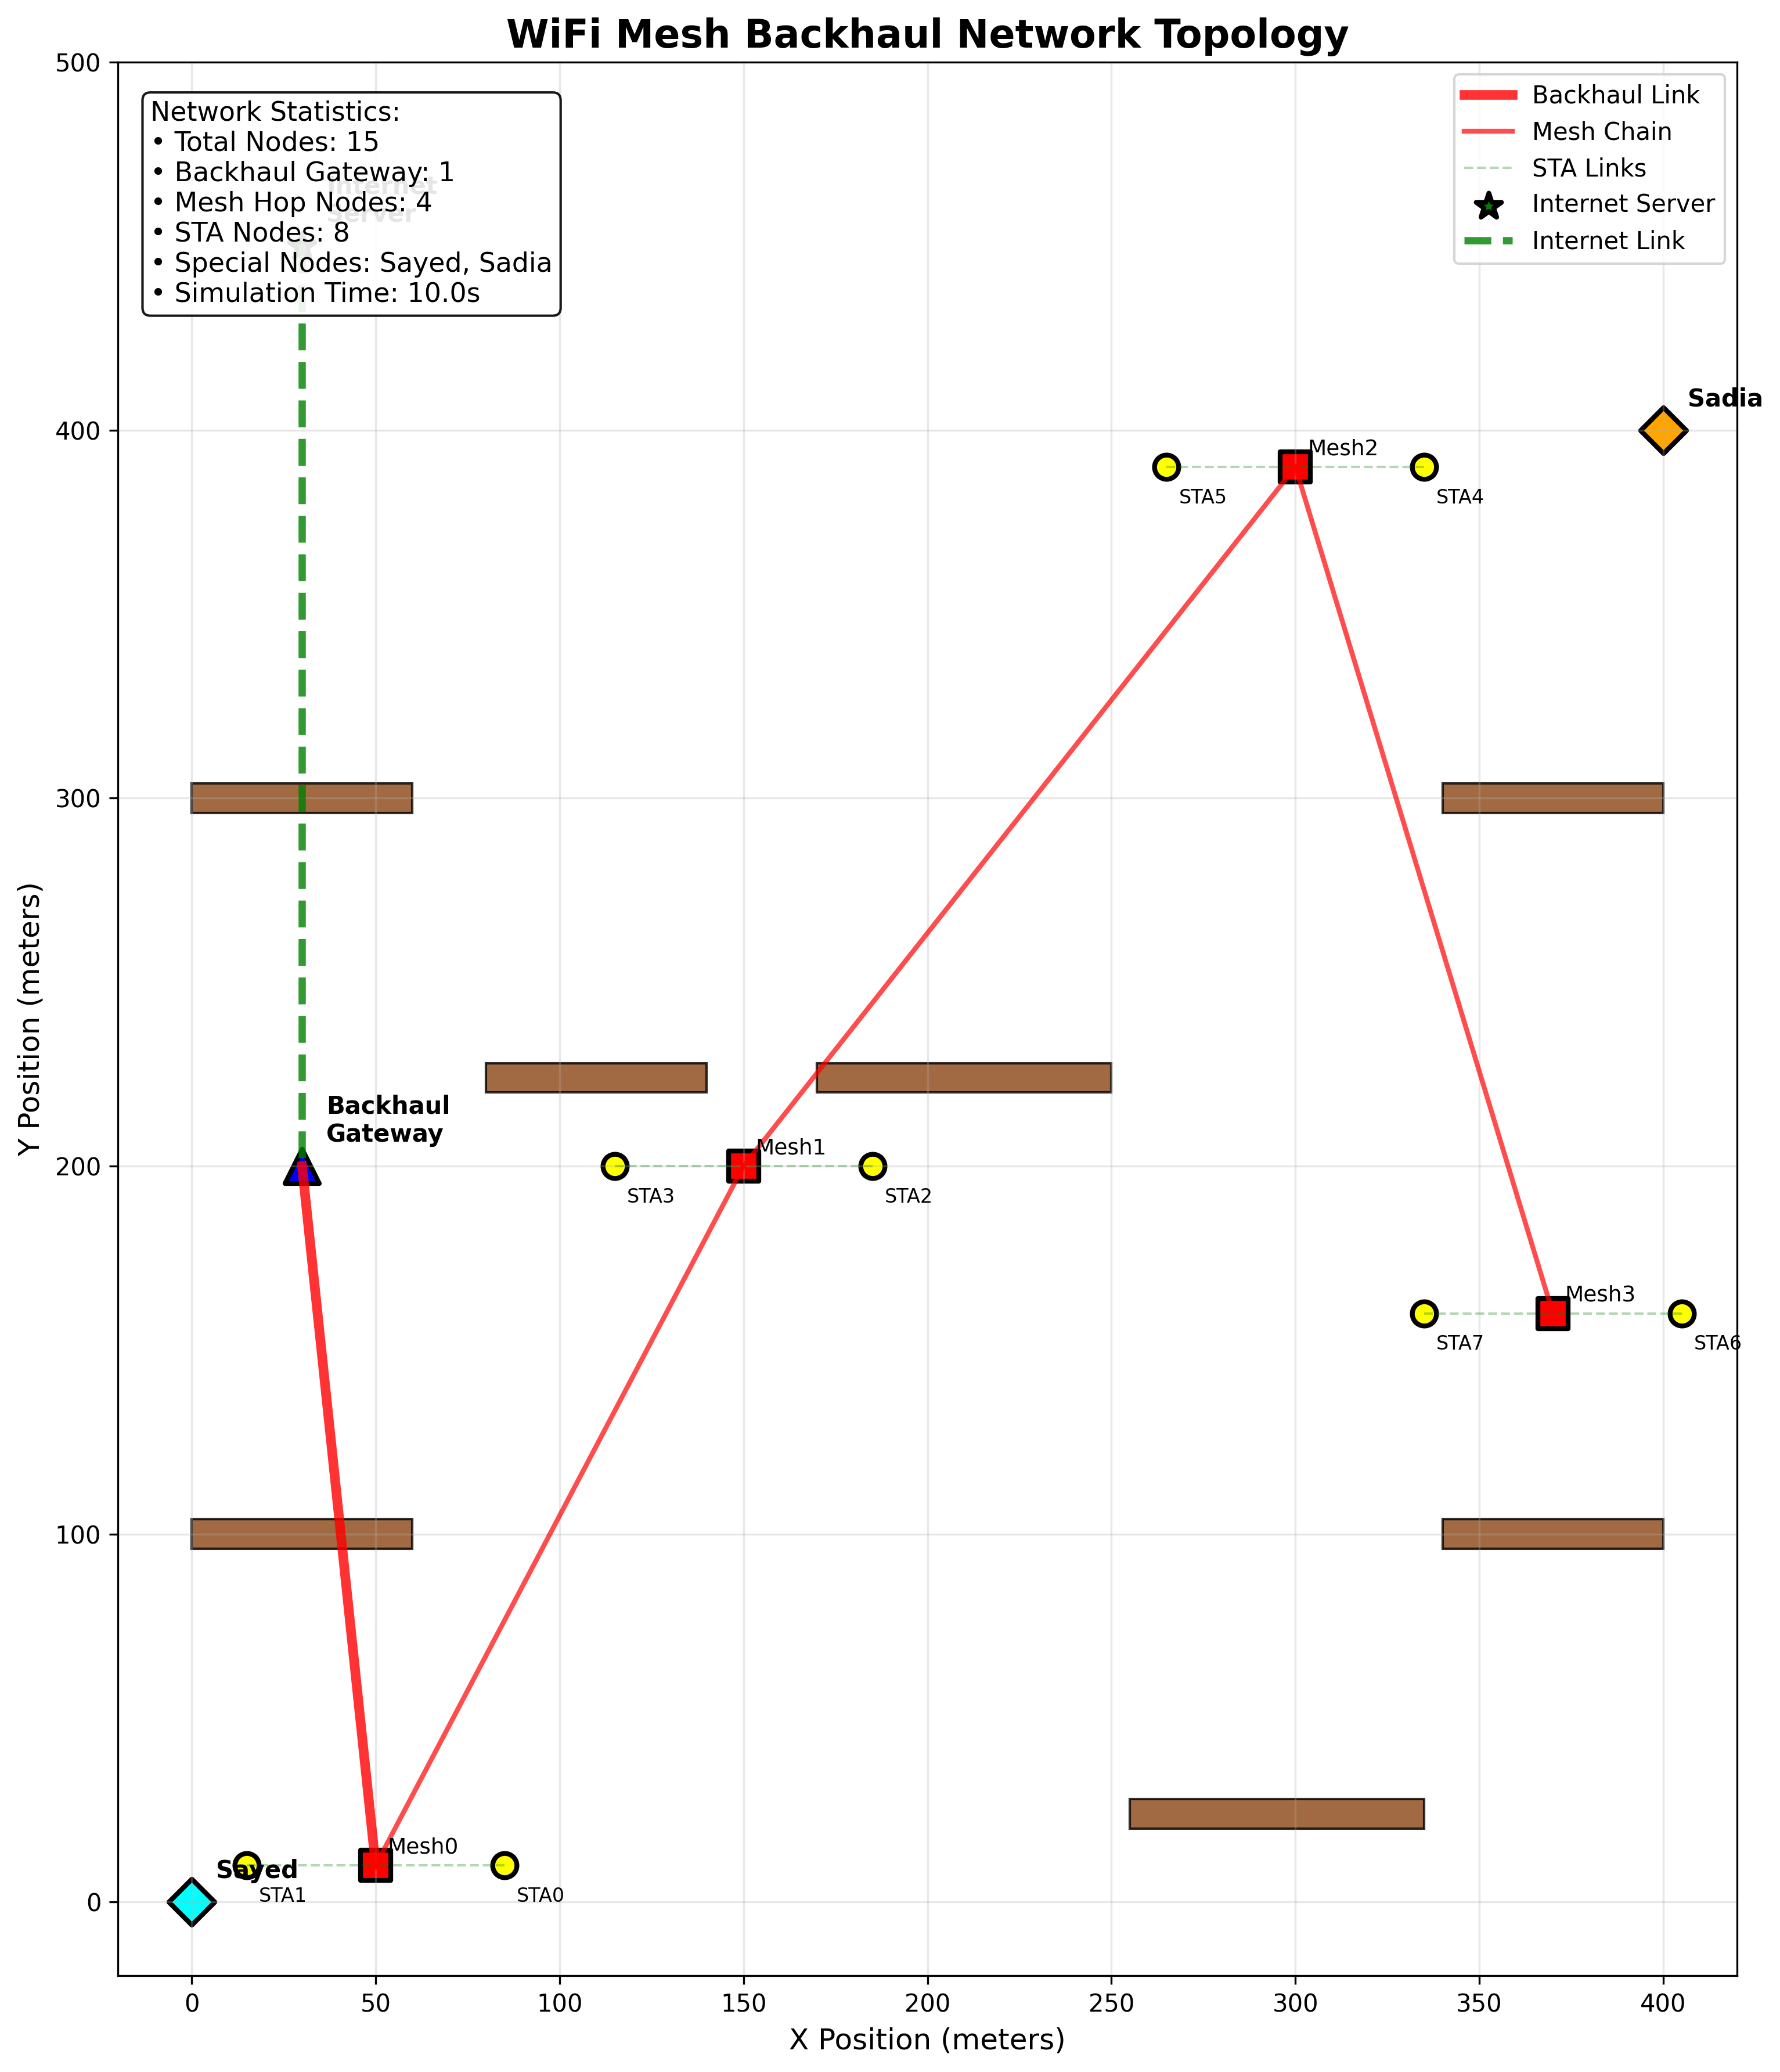 WiFi Mesh Backhaul Network Topology
500
400
300
200
100
0
Y Position (meters)
Network Statistics:
• Total Nodes: 15
• Backhaul Gateway: 1
• Mesh Hop Nodes: 4
• STA Nodes: 8
• Special Nodes: Sayed, Sadia
• Simulation Time: 10.0s
Internet
Server
Backhaul Link
Mesh Chain
STA Links
Internet Server
Internet Link
Sadia
Mesh2
STA5
STA4
Backhaul
Gateway
Mesh1
STA3
STA2
Mesh3
STA7
STA6
Mesh0
Sayed
STA1
STA0
0
50
100
150
200
250
300
350
400
X Position (meters)